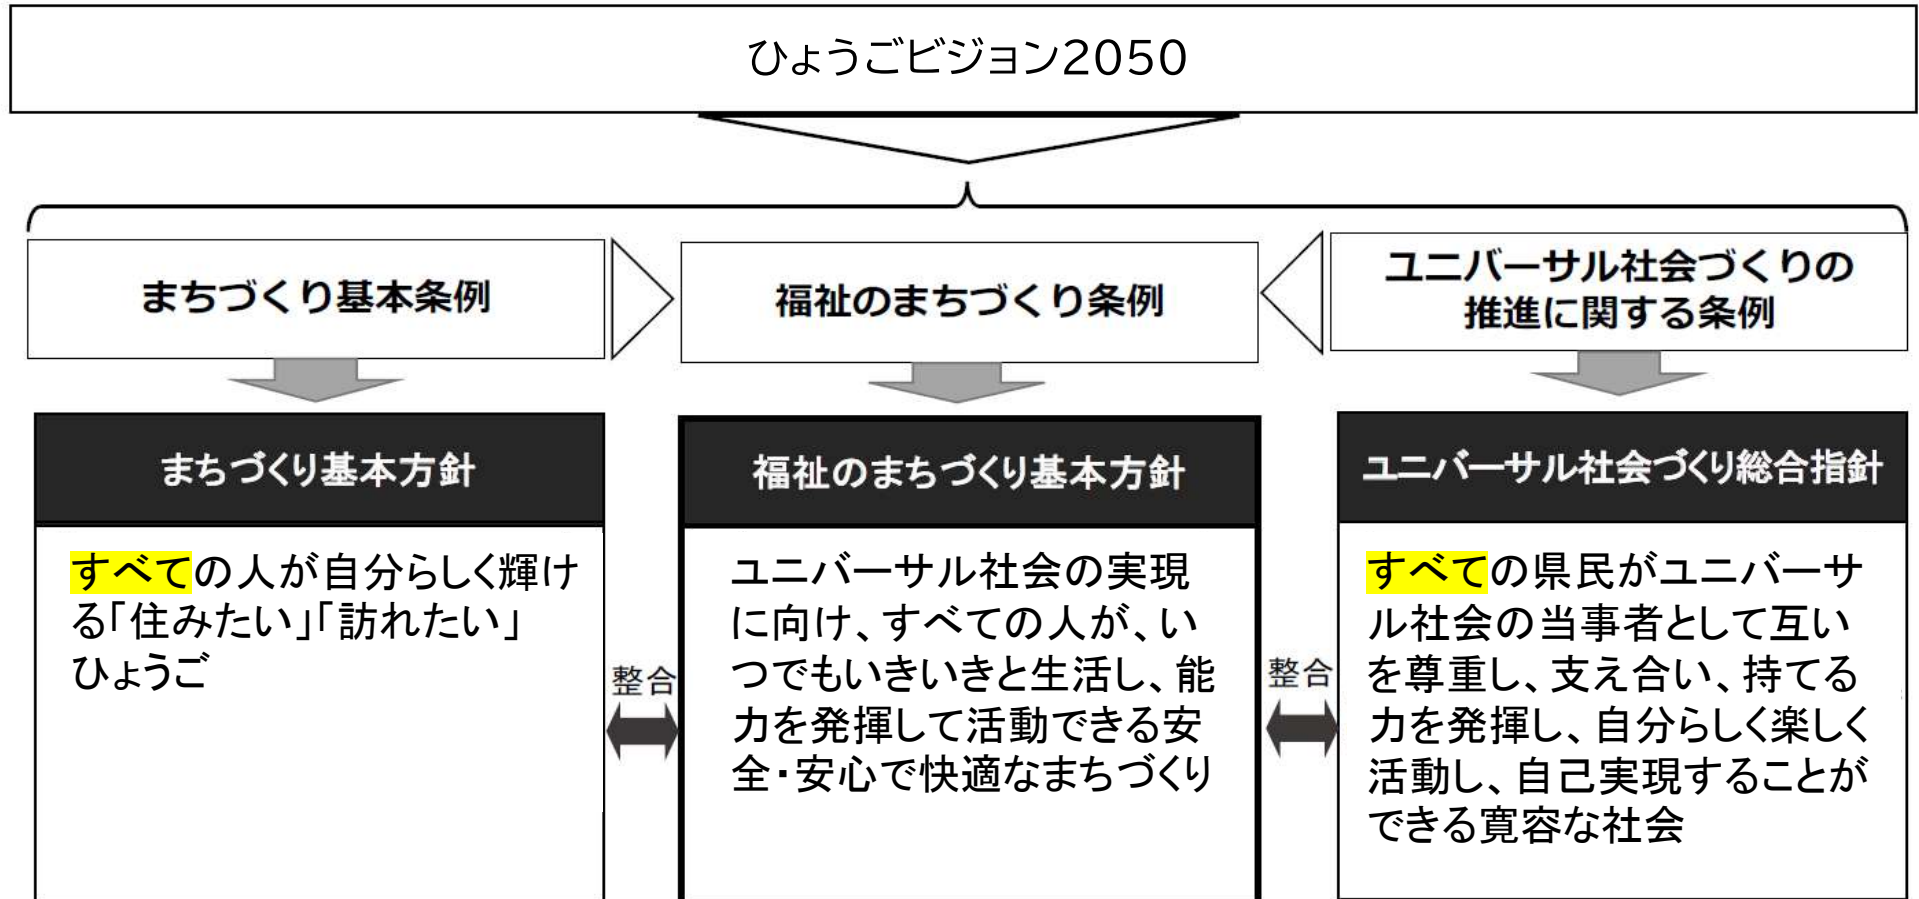 ひょうごビジョン2050
まちづくり基本条例
福祉のまちづくり条例
ユニバーサル社会づくりの
推進に関する条例
まちづくり基本方針
すべての人が自分らしく輝け
る「住みたい」「訪れたい」
ひょうご
整合
福祉のまちづくり基本方針
ユニバーサル社会の実現
に向け、すべての人が、い
つでもいきいきと生活し、能
力を発揮して活動できる安
全・安心で快適なまちづくり
整合
ユニバーサル社会づくり総合指針
すべての県民がユニバーサ
ル社会の当事者として互い
を尊重し、支え合い、持てる
力を発揮し、自分らしく楽しく
活動し、自己実現することが
できる寛容な社会